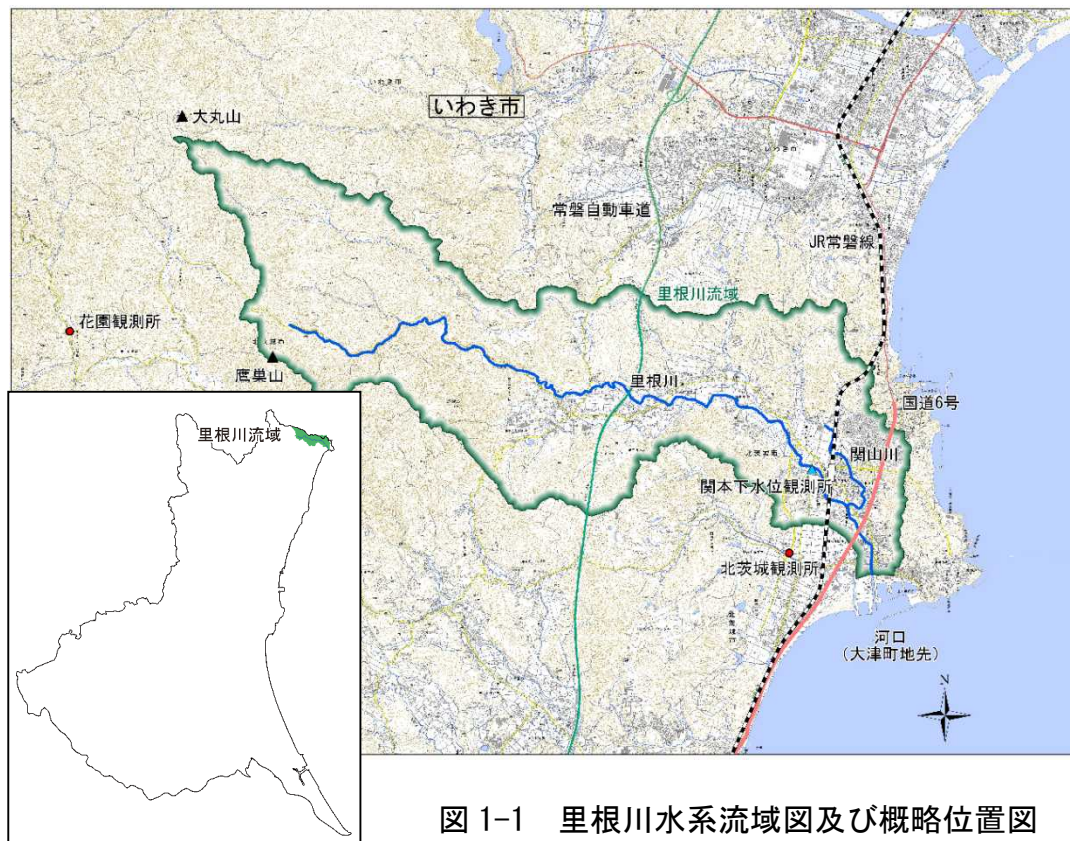 大丸山
いわき市
常磐自動車道
JR常磐線
里根川流域
花園観測所
鷹巣山
里根川
国道6号
関山川
関本下水位観測所
北茨城観測所
河口
(大津町地先)
N
里根川流域
図 1-1 里根川水系流域図及び概略位置図